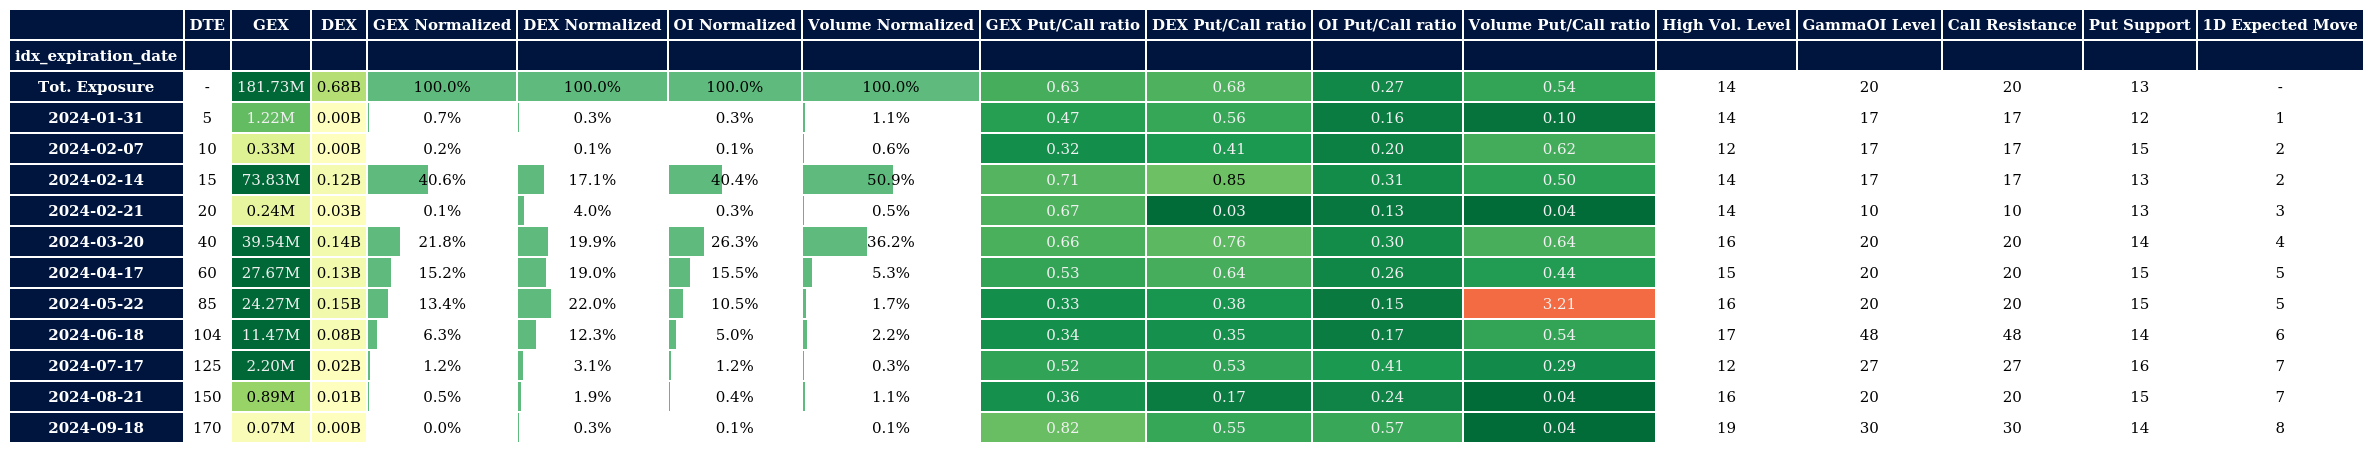 DTE GEX DEX GEX Normalized DEX Normalized OI Normalized Volume Normalized GEX Put/Call ratio DEX Put/Call ratio OI Put/Call ratio Volume Put/Call ratio High Vol. Level GammaOI Level Call Resistance Put Support 1D Expected Move
idx_expiration_date
Tot. Exposure - 181.73M 0.68B 100.0% 100.0% 100.0% 100.0% 0.63 0.68 0.27 0.54 14 20 20 13 -
2024-01-31 5 1.22M 0.00B 0.7% 0.3% 0.3% 1.1% 0.47 0.56 0.16 0.10 14 17 17 12 1
2024-02-07 10 0.33M 0.00B 0.2% 0.1% 0.1% 0.6% 0.32 0.41 0.20 0.62 12 17 17 15 2
2024-02-14 15 73.83M 0.12B 40.6% 17.1% 40.4% 50.9% 0.71 0.85 0.31 0.50 14 17 17 13 2
2024-02-21 20 0.24M 0.03B 0.1% 4.0% 0.3% 0.5% 0.67 0.03 0.13 0.04 14 10 10 13 3
2024-03-20 40 39.54M 0.14B 21.8% 19.9% 26.3% 36.2% 0.66 0.76 0.30 0.64 16 20 20 14 4
2024-04-17 60 27.67M 0.13B 15.2% 19.0% 15.5% 5.3% 0.53 0.64 0.26 0.44 15 20 20 15 5
2024-05-22 85 24.27M 0.15B 13.4% 22.0% 10.5% 1.7% 0.33 0.38 0.15 3.21 16 20 20 15 5
2024-06-18 104 11.47M 0.08B 6.3% 12.3% 5.0% 2.2% 0.34 0.35 0.17 0.54 17 48 48 14 6
2024-07-17 125 2.20M 0.02B 1.2% 3.1% 1.2% 0.3% 0.52 0.53 0.41 0.29 12 27 27 16 7
2024-08-21 150 0.89M 0.01B 0.5% 1.9% 0.4% 1.1% 0.36 0.17 0.24 0.04 16 20 20 15 7
2024-09-18 170 0.07M 0.00B 0.0% 0.3% 0.1% 0.1% 0.82 0.55 0.57 0.04 19 30 30 14 8